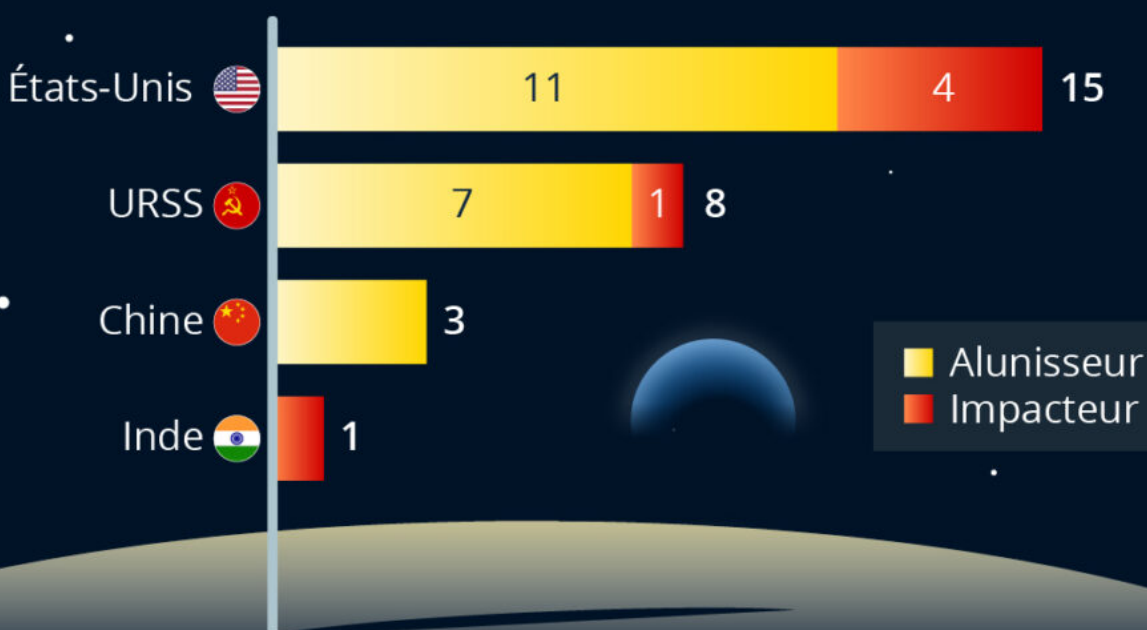 États-Unis 11 4 15
URSS 7 1 8
Chine 3
Inde 1
Alunisseur
Impacteur